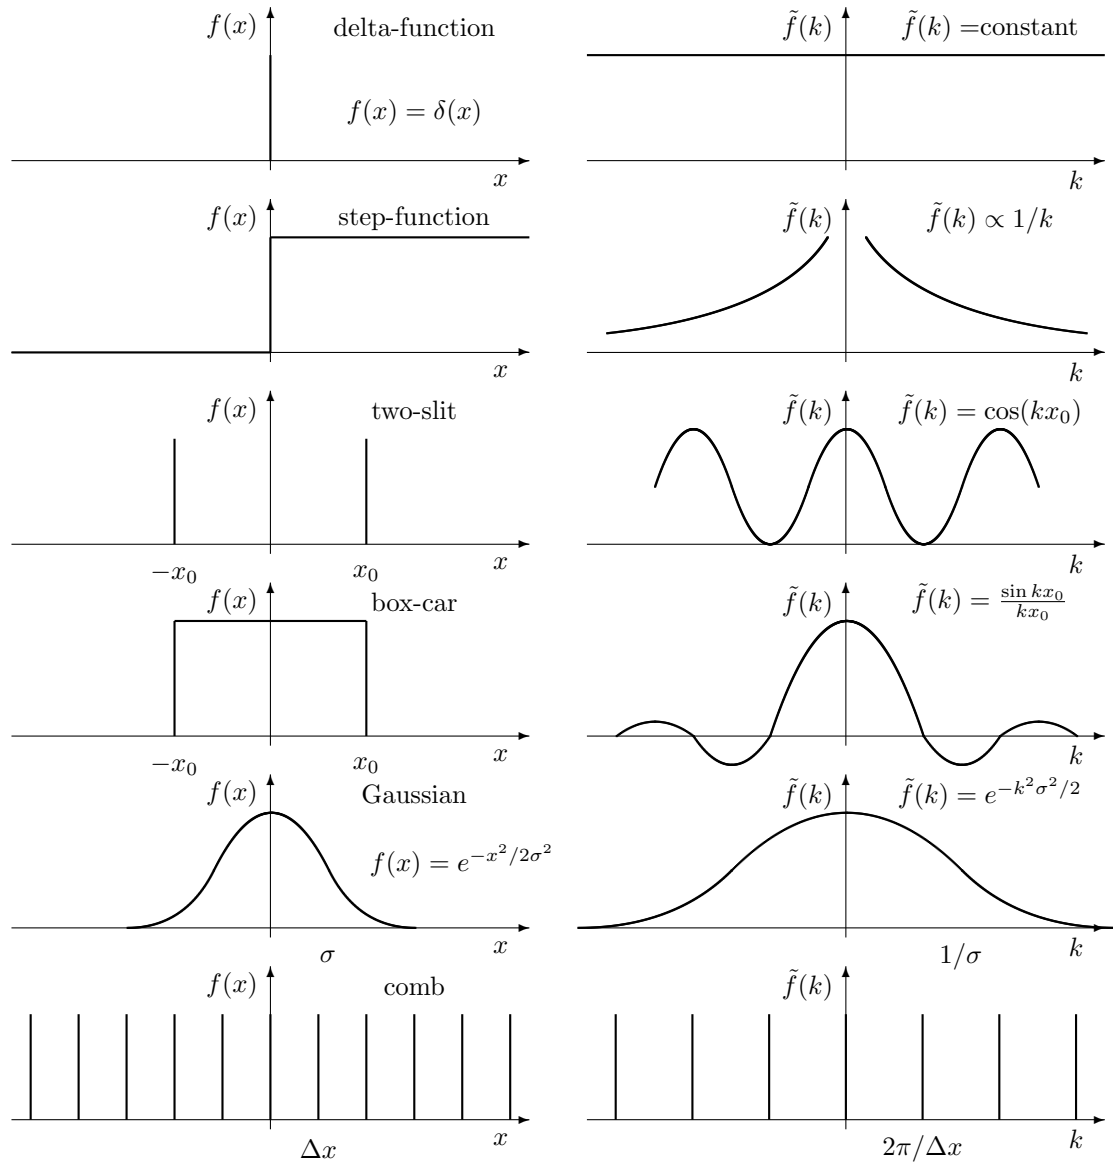 f(x) delta-function
f(x) = δ(x)
x
f̃(k) f̃(k) =constant
k
f(x) step-function
x
f̃(k) f̃(k) ∝ 1/k
k
f(x) two-slit
x
−x₀ x₀
f̃(k) f̃(k) = cos(kx₀)
k
f(x) box-car
x
−x₀ x₀
f̃(k) f̃(k) = sin kx₀ / kx₀
k
f(x) Gaussian
f(x) = e^{−x²/2σ²}
x
σ
f̃(k) f̃(k) = e^{−k²σ²/2}
k
1/σ
f(x) comb
x
Δx
f̃(k)
k
2π/Δx